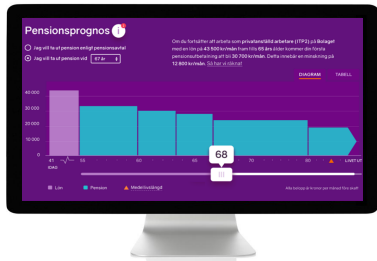 Pensionsprognos i
Jag vill ta ut pension enligt pensionsavtal
Jag vill ta ut pension vid 67 år
Om du fortsätter att arbeta som privatanställd arbetare (ITP2) på Bolaget
med en lön på 43 500 kr/mån fram tills 65 års ålder kommer din första
pensionsutbetalning att bli 30 700 kr/mån. Detta innebär en minskning på
12 800 kr/mån. Så har vi räknat
DIAGRAM TABELL
40 000
30 000
20 000
10 000
0
41 55 60 65 70 80 LIVET UT
IDAG
68
Lön Pension Medellivslängd
Alla belopp är kronor per månad före skatt